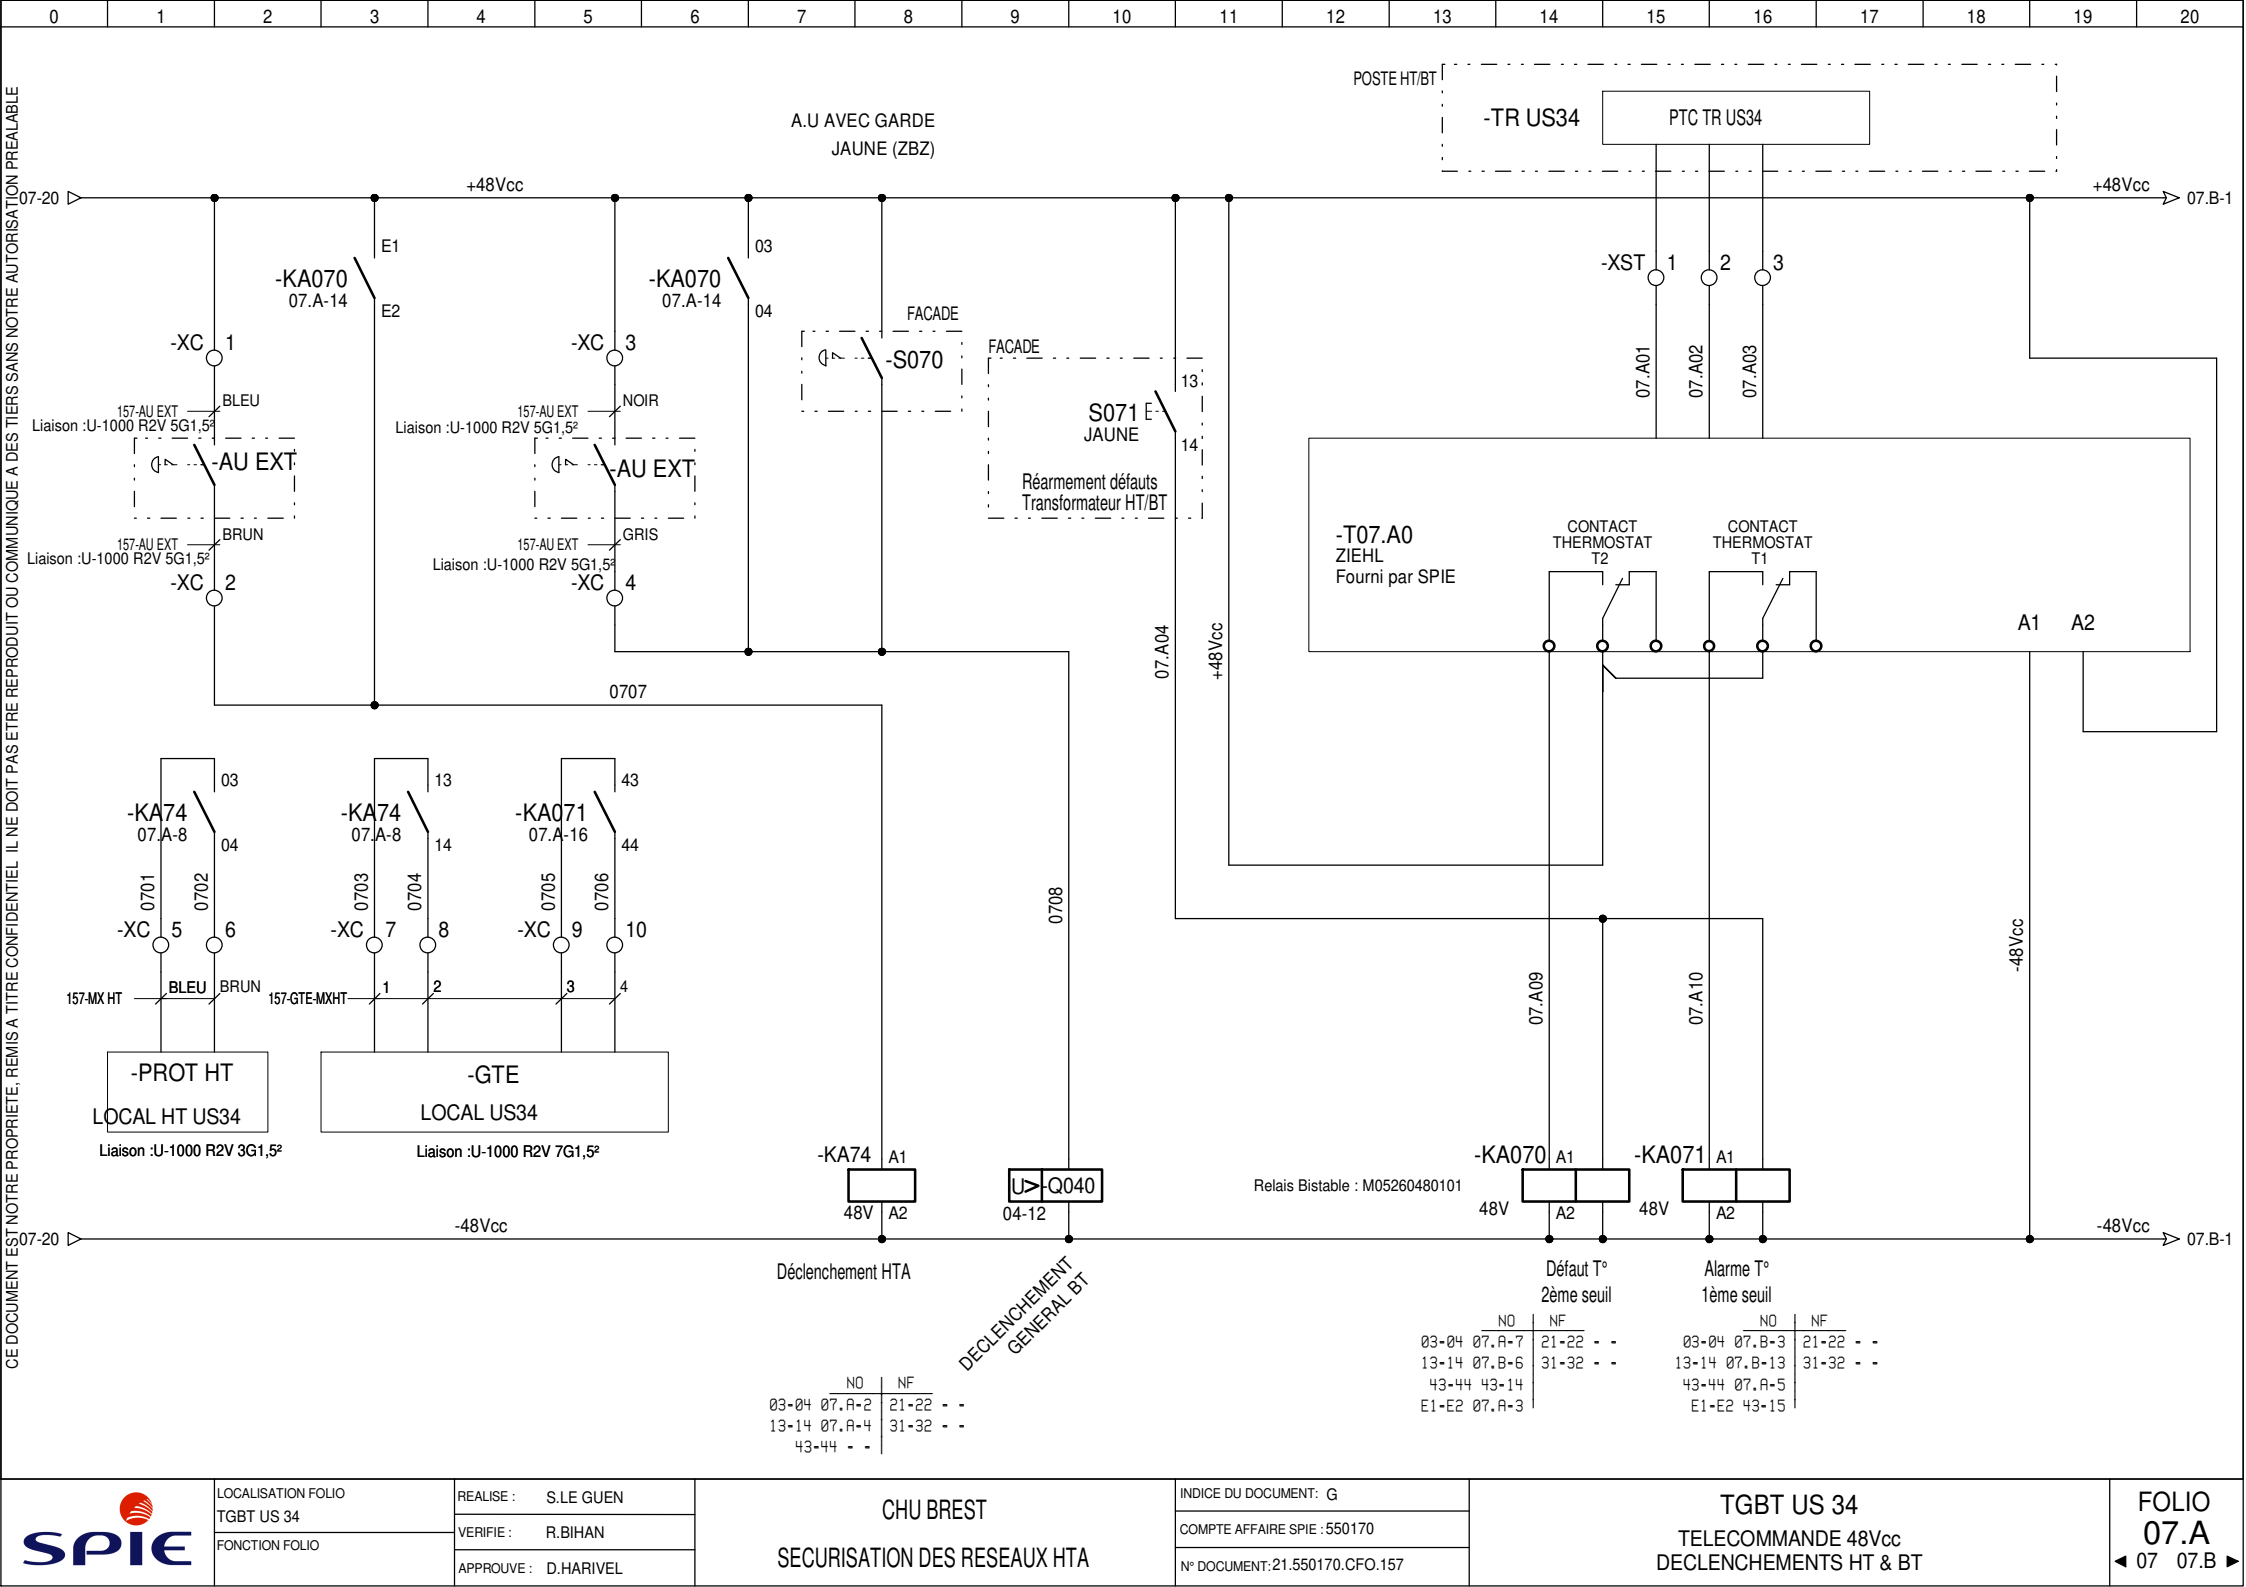 0 1 2 3 4 5 6 7 8 9 10 11 12 13 14 15 16 17 18 19 20
CE DOCUMENT EST NOTRE PROPRIETE, REMIS A TITRE CONFIDENTIEL IL NE DOIT PAS ETRE REPRODUIT OU COMMUNIQUE A DES TIERS SANS NOTRE AUTORISATION PREALABLE
POSTE HT/BT
-TR US34
PTC TR US34
A.U AVEC GARDE
JAUNE (ZBZ)
07-20
+48Vcc
+48Vcc
07.B-1
E1
-KA070
07.A-14
E2
03
-KA070
07.A-14
04
-XST 1 2 3
07.A01
07.A02
07.A03
-XC 1
-XC 3
FACADE
-S070
FACADE
13
S071
JAUNE
14
Réarmement défauts
Transformateur HT/BT
BLEU
157-AU EXT
Liaison :U-1000 R2V 5G1,5²
-AU EXT
BRUN
157-AU EXT
Liaison :U-1000 R2V 5G1,5²
-XC 2
NOIR
157-AU EXT
Liaison :U-1000 R2V 5G1,5²
-AU EXT
GRIS
157-AU EXT
Liaison :U-1000 R2V 5G1,5²
-XC 4
-T07.A0
ZIEHL
Fourni par SPIE
CONTACT
THERMOSTAT
T2
CONTACT
THERMOSTAT
T1
A1 A2
07.A04
+48Vcc
0707
03
-KA74
07.A-8
04
13
-KA74
07.A-8
14
43
-KA071
07.A-16
44
0701
0702
0703
0704
0705
0706
0708
-XC 5 6
-XC 7 8
-XC 9 10
-48Vcc
07.A09
07.A10
157-MX HT
BLEU
BRUN
157-GTE-MXHT
1 2 3 4
-PROT HT
LOCAL HT US34
Liaison :U-1000 R2V 3G1,5²
-GTE
LOCAL US34
Liaison :U-1000 R2V 7G1,5²
-KA74 A1
48V A2
U> -Q040
04-12
Relais Bistable : M05260480101
-KA070 A1
48V A2
-KA071 A1
48V A2
07-20
-48Vcc
-48Vcc
07.B-1
Déclenchement HTA
DECLENCHEMENT
GENERAL BT
Défaut T°
2ème seuil
Alarme T°
1ème seuil
NO NF
03-04 07.A-7 21-22 - -
13-14 07.B-6 31-32 - -
43-44 43-14
E1-E2 07.A-3
NO NF
03-04 07.B-3 21-22 - -
13-14 07.B-13 31-32 - -
43-44 07.A-5
E1-E2 43-15
NO NF
03-04 07.A-2 21-22 - -
13-14 07.A-4 31-32 - -
43-44 - -
SPIE
LOCALISATION FOLIO
TGBT US 34
FONCTION FOLIO
REALISE : S.LE GUEN
VERIFIE : R.BIHAN
APPROUVE : D.HARIVEL
CHU BREST
SECURISATION DES RESEAUX HTA
INDICE DU DOCUMENT: G
COMPTE AFFAIRE SPIE : 550170
N° DOCUMENT: 21.550170.CFO.157
TGBT US 34
TELECOMMANDE 48Vcc
DECLENCHEMENTS HT & BT
FOLIO
07.A
07 07.B